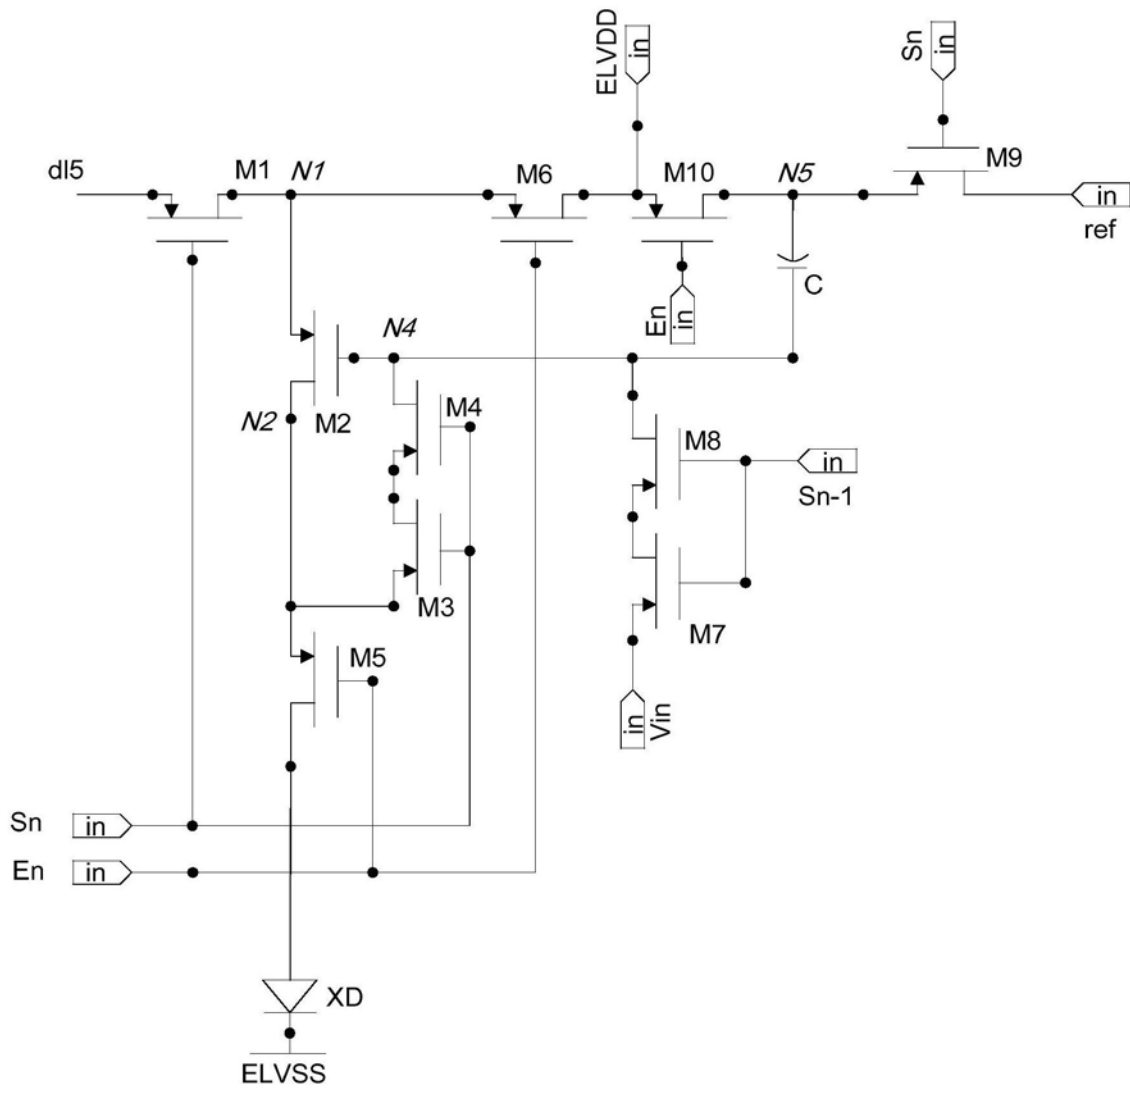 ELVDD
in
Sn
in
dl5
M1
N1
M6
M10
N5
M9
in
ref
En
in
C
N4
M2
N2
M4
M8
in
Sn-1
M3
M7
M5
in
Vin
Sn
in
En
in
XD
ELVSS